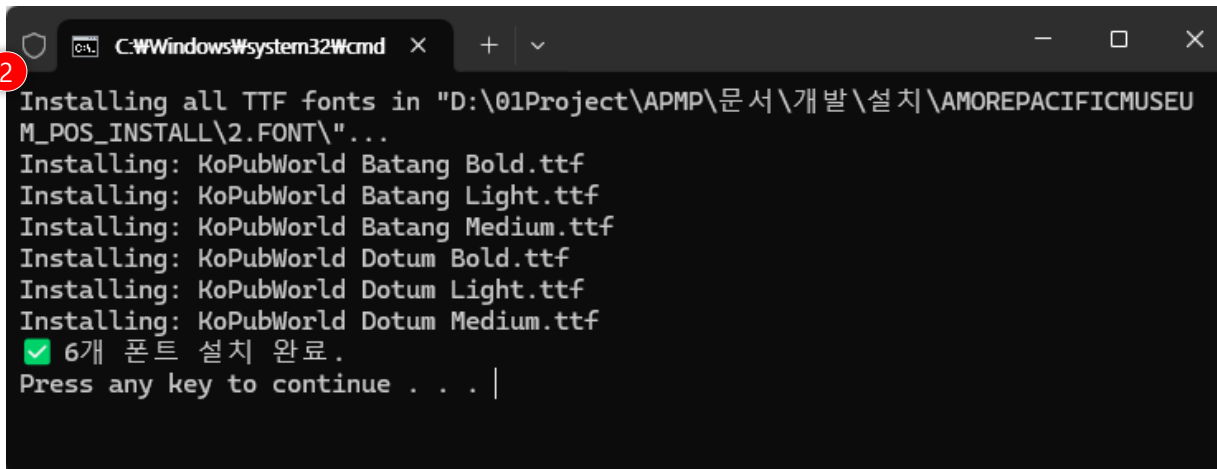 C:₩Windows₩system32₩cmd
2
Installing all TTF fonts in "D:\01Project\APMP\문서\개발\설치\AMOREPACIFICMUSEU
M_POS_INSTALL\2.FONT\"...
Installing: KoPubWorld Batang Bold.ttf
Installing: KoPubWorld Batang Light.ttf
Installing: KoPubWorld Batang Medium.ttf
Installing: KoPubWorld Dotum Bold.ttf
Installing: KoPubWorld Dotum Light.ttf
Installing: KoPubWorld Dotum Medium.ttf
✅ 6개 폰트 설치 완료.
Press any key to continue . . .